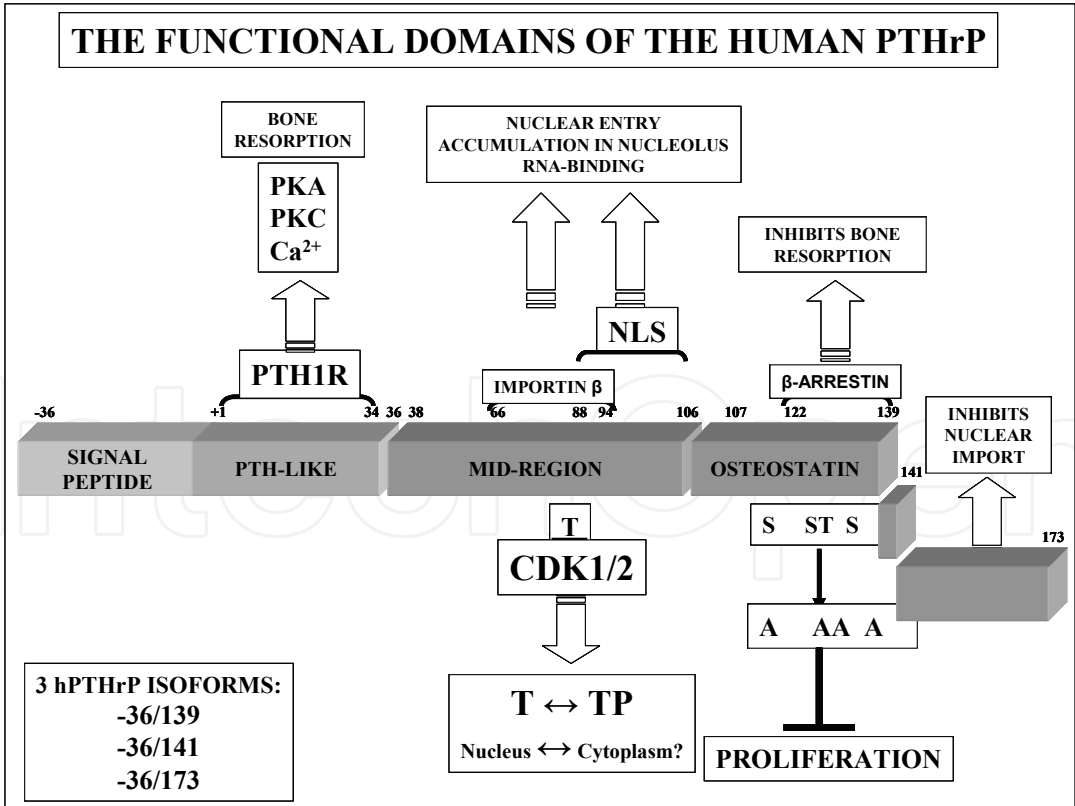 THE FUNCTIONAL DOMAINS OF THE HUMAN PTHrP
BONE
RESORPTION
PKA
PKC
Ca²⁺
PTH1R
NUCLEAR ENTRY
ACCUMULATION IN NUCLEOLUS
RNA-BINDING
NLS
IMPORTIN β
INHIBITS BONE
RESORPTION
β-ARRESTIN
INHIBITS
NUCLEAR
IMPORT
-36 +1 34 36 38 66 88 94 106 107 122 139
141
173
SIGNAL
PEPTIDE
PTH-LIKE
MID-REGION
OSTEOSTATIN
T
CDK1/2
T ↔ TP
Nucleus ↔ Cytoplasm?
S ST S
A AA A
PROLIFERATION
3 hPTHrP ISOFORMS:
-36/139
-36/141
-36/173